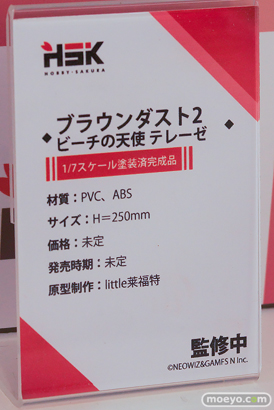 HSK
HOBBY-SAKURA
ブラウンダスト2
ビーチの天使 テレーゼ
1/7スケール塗装済完成品
材質：PVC、ABS
サイズ：H＝250mm
価格：未定
発売時期：未定
原型制作：little莱福特
監修中
©NEOWIZ&GAMFS N Inc.
moeyo.com